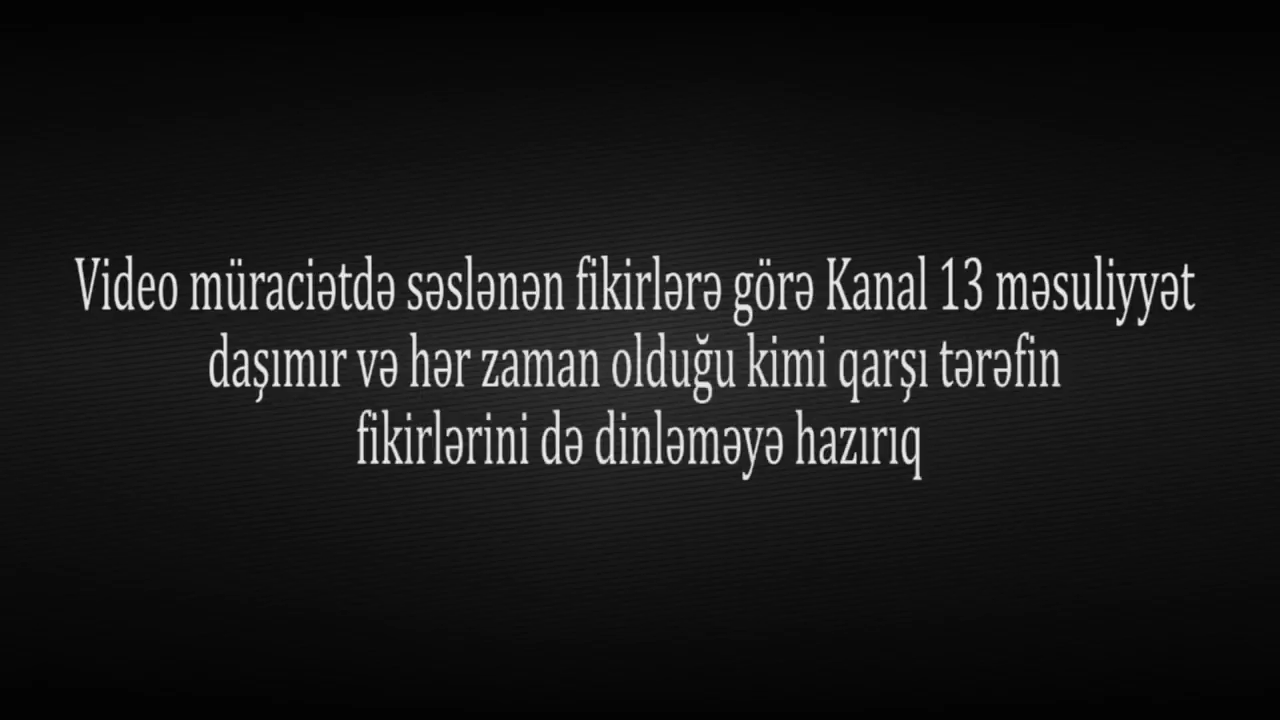 Video müraciətdə səslənən fikirlərə görə Kanal 13 məsuliyyət
daşımır və hər zaman olduğu kimi qarşı tərəfin
fikirlərini də dinləməyə hazırıq